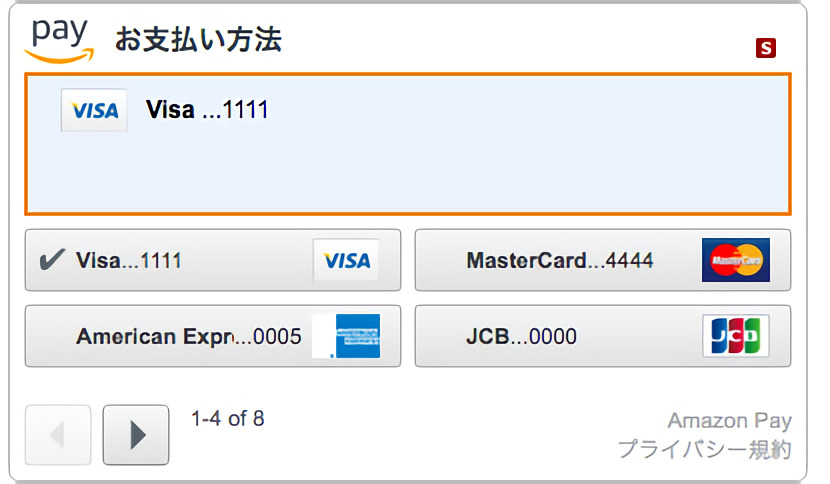 pay お支払い方法
S
VISA Visa ...1111
✔ Visa...1111 VISA
MasterCard...4444 MasterCard
American Expr...0005
JCB...0000 JCB
1-4 of 8
Amazon Pay
プライバシー規約